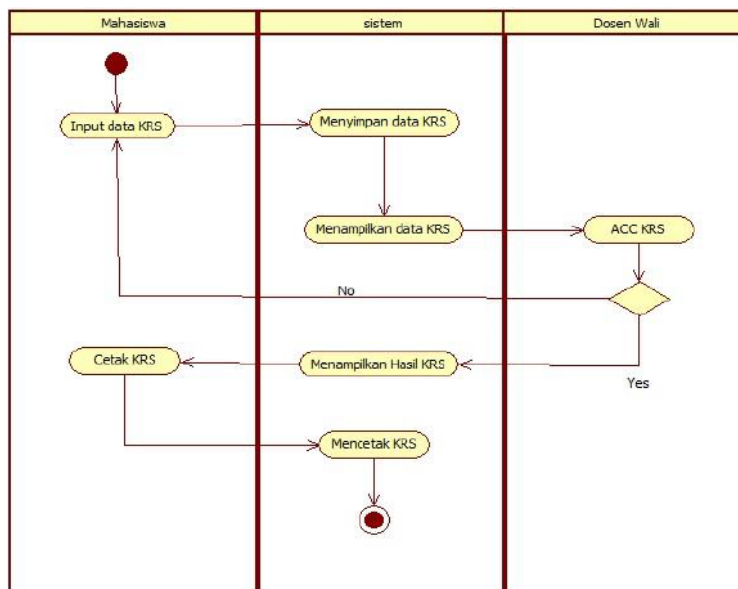 Mahasiswa
sistem
Dosen Wali
Input data KRS
Menyimpan data KRS
Menampilkan data KRS
ACC KRS
No
Cetak KRS
Menampilkan Hasil KRS
Yes
Mencetak KRS